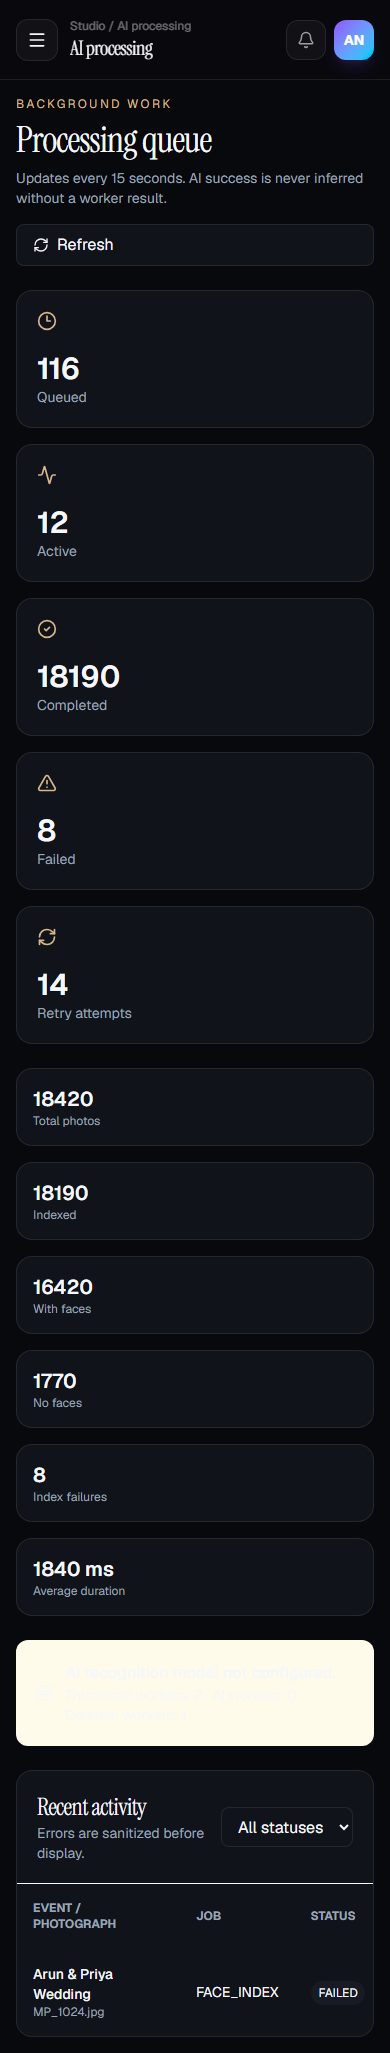 Studio / AI processing
AI processing
AN
BACKGROUND WORK
Processing queue
Updates every 15 seconds. AI success is never inferred
without a worker result.
Refresh
116
Queued
12
Active
18190
Completed
8
Failed
14
Retry attempts
18420
Total photos
18190
Indexed
16420
With faces
1770
No faces
8
Index failures
1840 ms
Average duration
Recent activity
Errors are sanitized before
display.
All statuses
EVENT /
PHOTOGRAPH
JOB
STATUS
Arun & Priya
Wedding
MP_1024.jpg
FACE_INDEX
FAILED